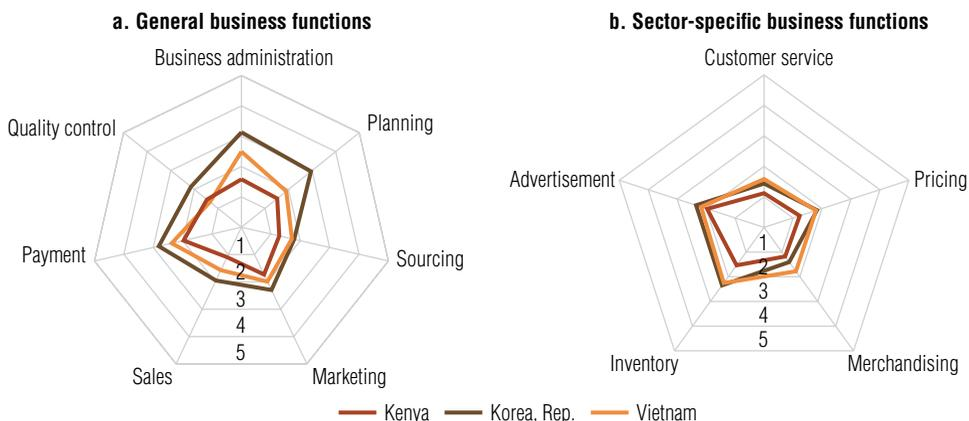 a. General business functions
Business administration
Planning
Sourcing
Marketing
Sales
Payment
Quality control
1
2
3
4
5
b. Sector-specific business functions
Customer service
Pricing
Merchandising
Inventory
Advertisement
1
2
3
4
5
Kenya
Korea, Rep.
Vietnam